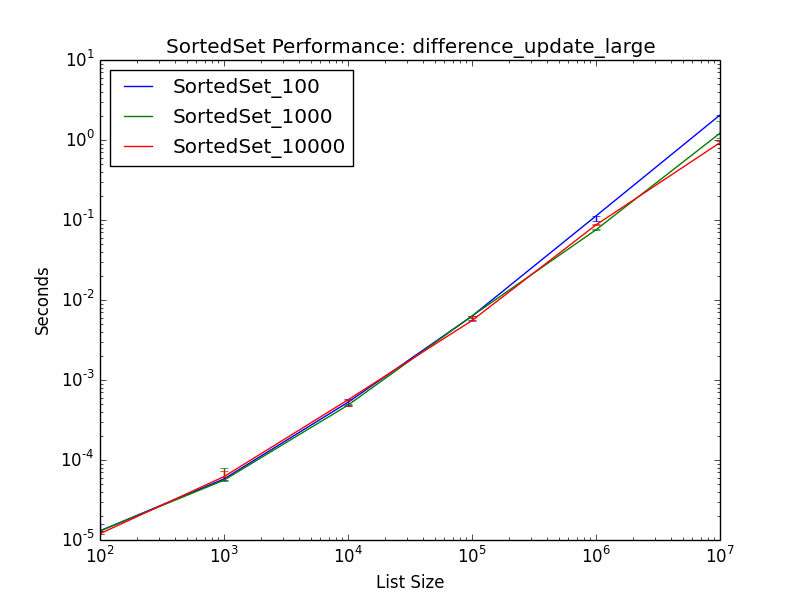 SortedSet Performance: difference_update_large
10^1
SortedSet_100
SortedSet_1000
SortedSet_10000
10^0
10^-1
10^-2
10^-3
10^-4
10^-5
Seconds
10^2 10^3 10^4 10^5 10^6 10^7
List Size